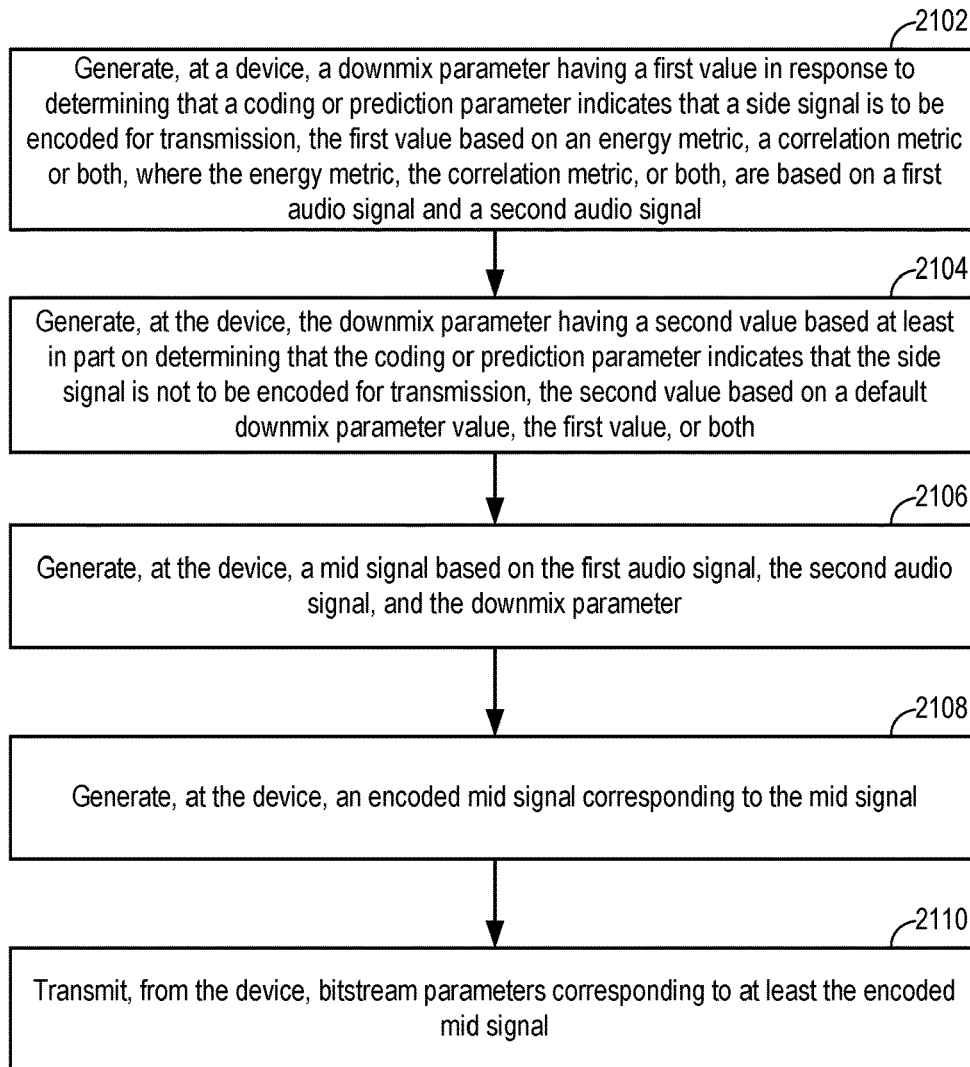 2102
Generate, at a device, a downmix parameter having a first value in response to
determining that a coding or prediction parameter indicates that a side signal is to be
encoded for transmission, the first value based on an energy metric, a correlation metric
or both, where the energy metric, the correlation metric, or both, are based on a first
audio signal and a second audio signal
2104
Generate, at the device, the downmix parameter having a second value based at least
in part on determining that the coding or prediction parameter indicates that the side
signal is not to be encoded for transmission, the second value based on a default
downmix parameter value, the first value, or both
2106
Generate, at the device, a mid signal based on the first audio signal, the second audio
signal, and the downmix parameter
2108
Generate, at the device, an encoded mid signal corresponding to the mid signal
2110
Transmit, from the device, bitstream parameters corresponding to at least the encoded
mid signal